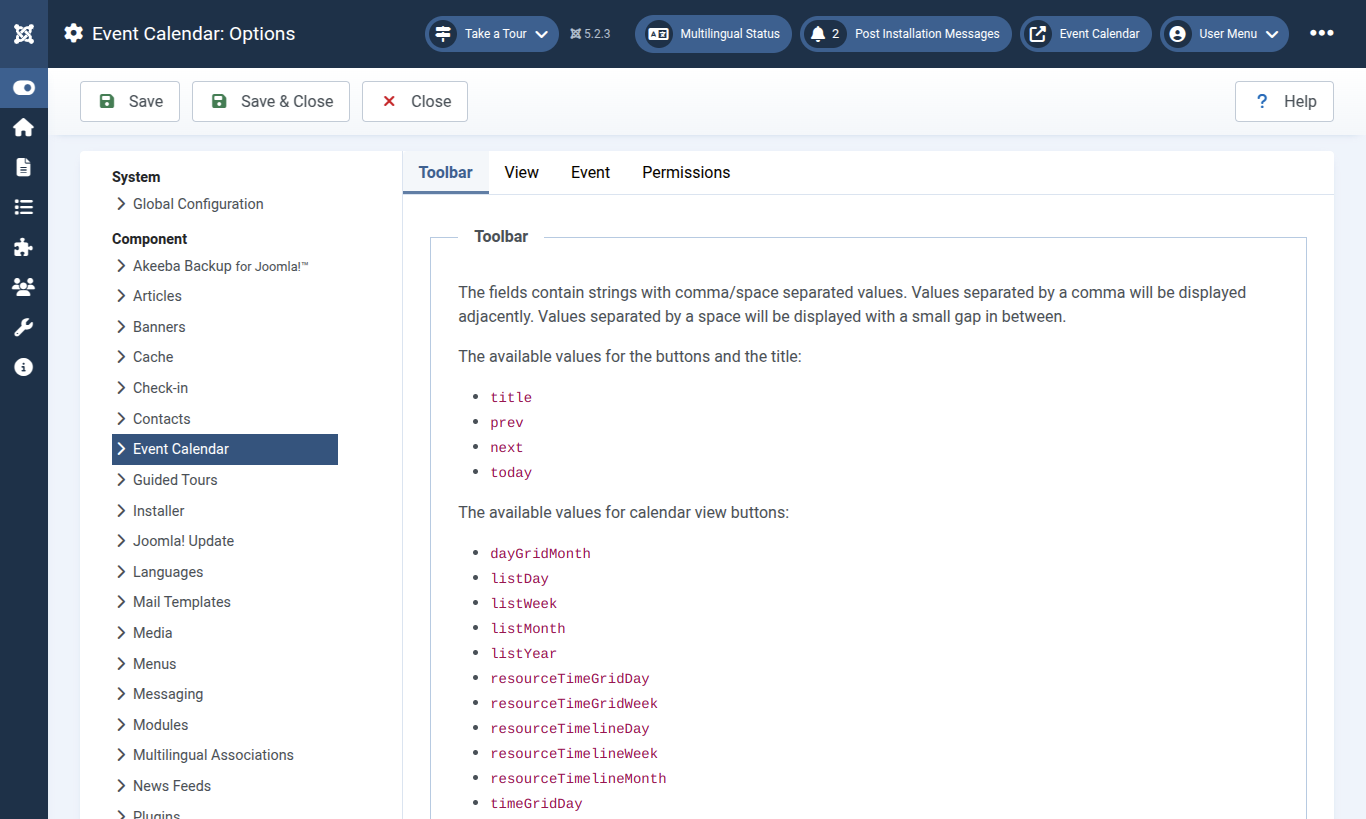 Event Calendar: Options
Take a Tour
5.2.3
Multilingual Status
2 Post Installation Messages
Event Calendar
User Menu
Save
Save & Close
Close
? Help
System
Global Configuration
Component
Akeeba Backup for Joomla!™
Articles
Banners
Cache
Check-in
Contacts
Event Calendar
Guided Tours
Installer
Joomla! Update
Languages
Mail Templates
Media
Menus
Messaging
Modules
Multilingual Associations
News Feeds
Plugins
Toolbar View Event Permissions
Toolbar
The fields contain strings with comma/space separated values. Values separated by a comma will be displayed
adjacently. Values separated by a space will be displayed with a small gap in between.
The available values for the buttons and the title:
title
prev
next
today
The available values for calendar view buttons:
dayGridMonth
listDay
listWeek
listMonth
listYear
resourceTimeGridDay
resourceTimeGridWeek
resourceTimelineDay
resourceTimelineWeek
resourceTimelineMonth
timeGridDay